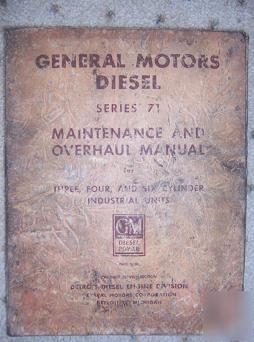 GENERAL MOTORS
DIESEL
SERIES 71
MAINTENANCE AND
OVERHAUL MANUAL
for
THREE, FOUR, AND SIX CYLINDER
INDUSTRIAL UNITS
GM
DIESEL
POWER
DETROIT DIESEL ENGINE DIVISION
GENERAL MOTORS CORPORATION
DETROIT, MICHIGAN